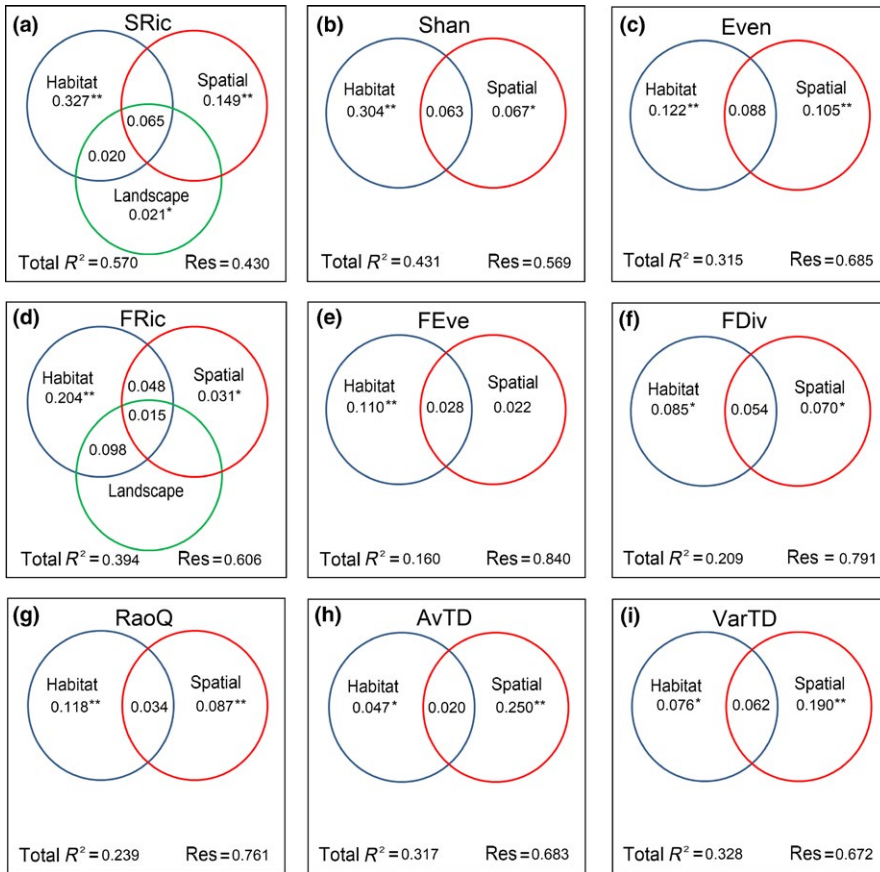 (a) SRic
Habitat
0.327**
Spatial
0.149**
0.065
0.020
Landscape
0.021*
Total R² = 0.570 Res = 0.430
(b) Shan
Habitat
0.304**
0.063
Spatial
0.067*
Total R² = 0.431 Res = 0.569
(c) Even
Habitat
0.122**
0.088
Spatial
0.105**
Total R² = 0.315 Res = 0.685
(d) FRic
Habitat
0.204**
0.048
Spatial
0.031*
0.015
0.098
Landscape
Total R² = 0.394 Res = 0.606
(e) FEve
Habitat
0.110**
0.028
Spatial
0.022
Total R² = 0.160 Res = 0.840
(f) FDiv
Habitat
0.085*
0.054
Spatial
0.070*
Total R² = 0.209 Res = 0.791
(g) RaoQ
Habitat
0.118**
0.034
Spatial
0.087**
Total R² = 0.239 Res = 0.761
(h) AvTD
Habitat
0.047*
0.020
Spatial
0.250**
Total R² = 0.317 Res = 0.683
(i) VarTD
Habitat
0.076*
0.062
Spatial
0.190**
Total R² = 0.328 Res = 0.672